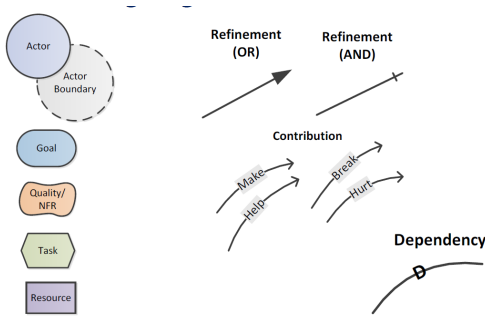 Actor
Actor
Boundary
Goal
Quality/
NFR
Task
Resource
Refinement
(OR)
Refinement
(AND)
Contribution
Make
Help
Break
Hurt
Dependency
D